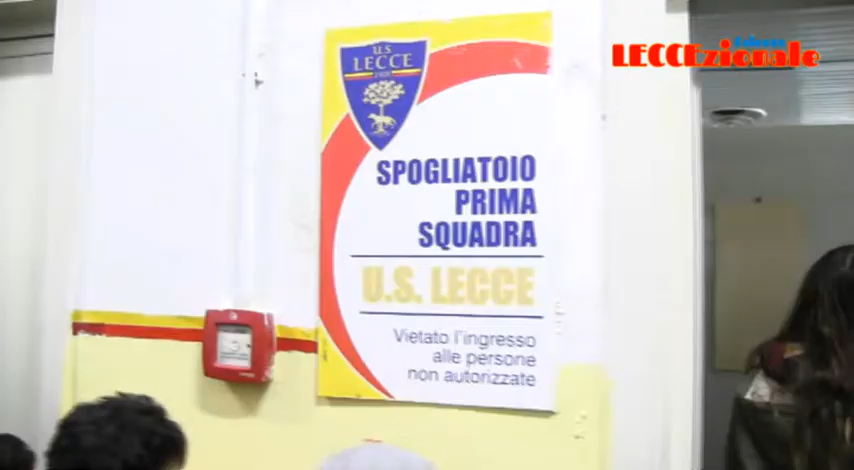 LECCEzionale
U.S
LECCE
SPOGLIATOIO
PRIMA
SQUADRA
U.S. LECCE
Vietato l'ingresso
alle persone
non autorizzate